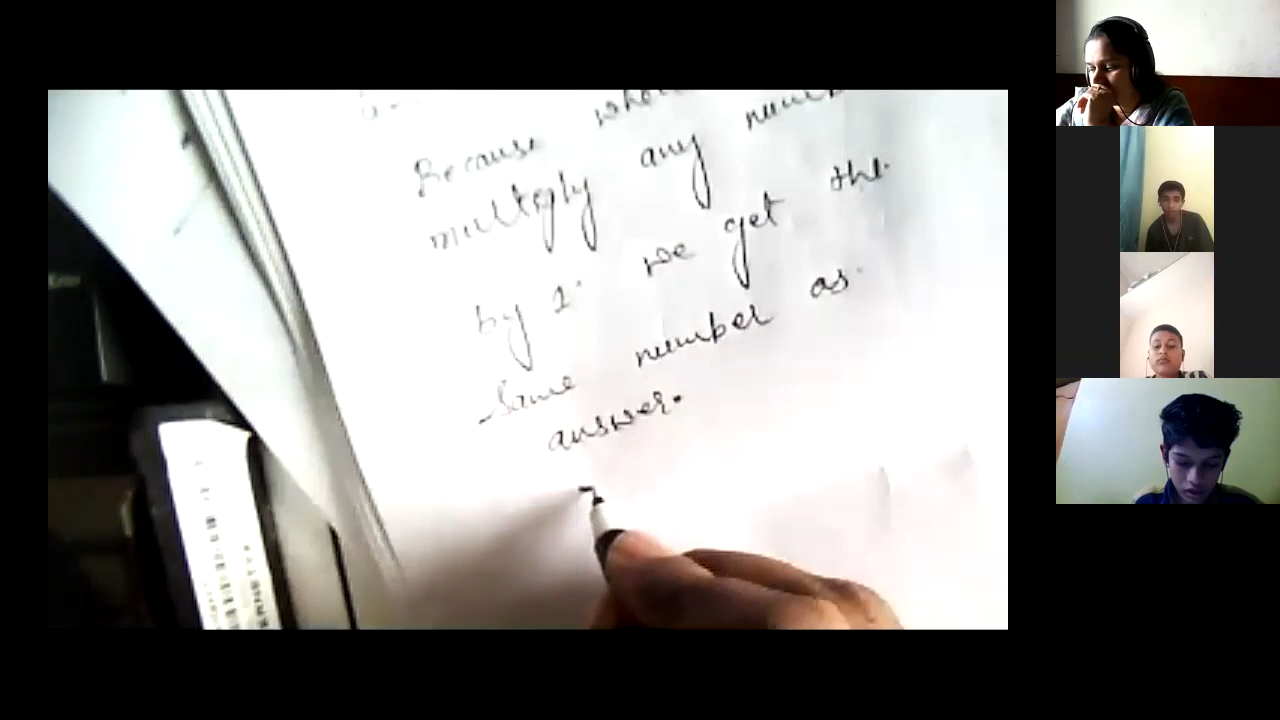 Because
multiply any
by 1 we get the
same number as
answer.